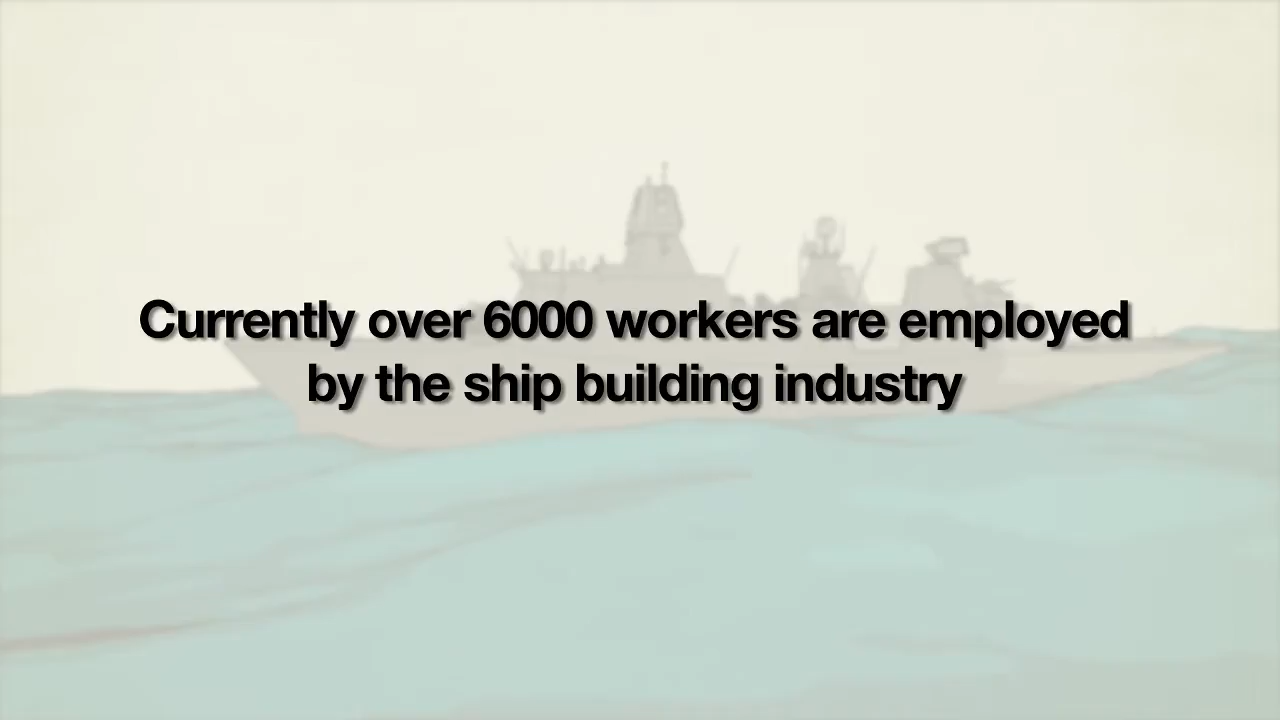 Currently over 6000 workers are employed
by the ship building industry